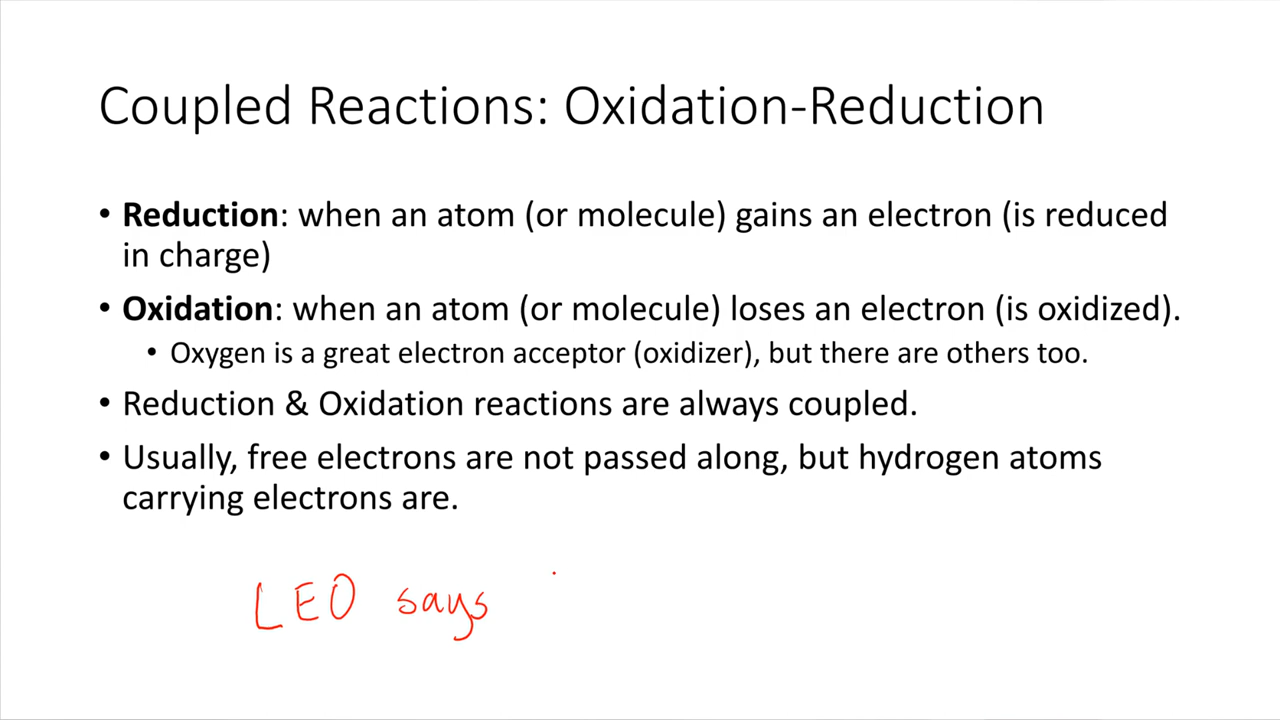 Coupled Reactions: Oxidation-Reduction
• Reduction: when an atom (or molecule) gains an electron (is reduced
in charge)
• Oxidation: when an atom (or molecule) loses an electron (is oxidized).
• Oxygen is a great electron acceptor (oxidizer), but there are others too.
• Reduction & Oxidation reactions are always coupled.
• Usually, free electrons are not passed along, but hydrogen atoms
carrying electrons are.
LEO says